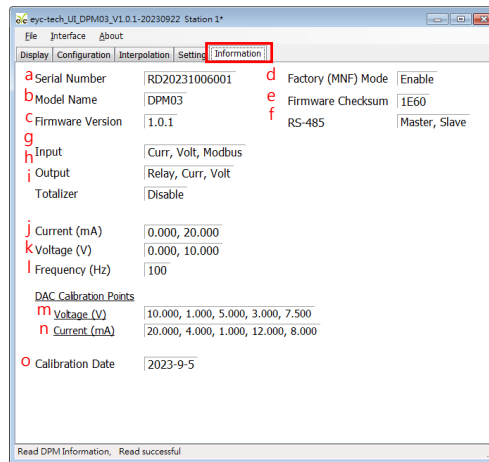 eyc-tech_UI_DPM03_V1.0.1-20230922 Station 1*
File Interface About
Display Configuration Interpolation Setting Information
a Serial Number RD20231006001 d Factory (MNF) Mode Enable
b Model Name DPM03 e Firmware Checksum 1E60
c Firmware Version 1.0.1 f RS-485 Master, Slave
g
h Input Curr, Volt, Modbus
i Output Relay, Curr, Volt
Totalizer Disable
j Current (mA) 0.000, 20.000
k Voltage (V) 0.000, 10.000
l Frequency (Hz) 100
DAC Calibration Points
m Voltage (V) 10.000, 1.000, 5.000, 3.000, 7.500
n Current (mA) 20.000, 4.000, 1.000, 12.000, 8.000
o Calibration Date 2023-9-5
Read DPM Information, Read successful